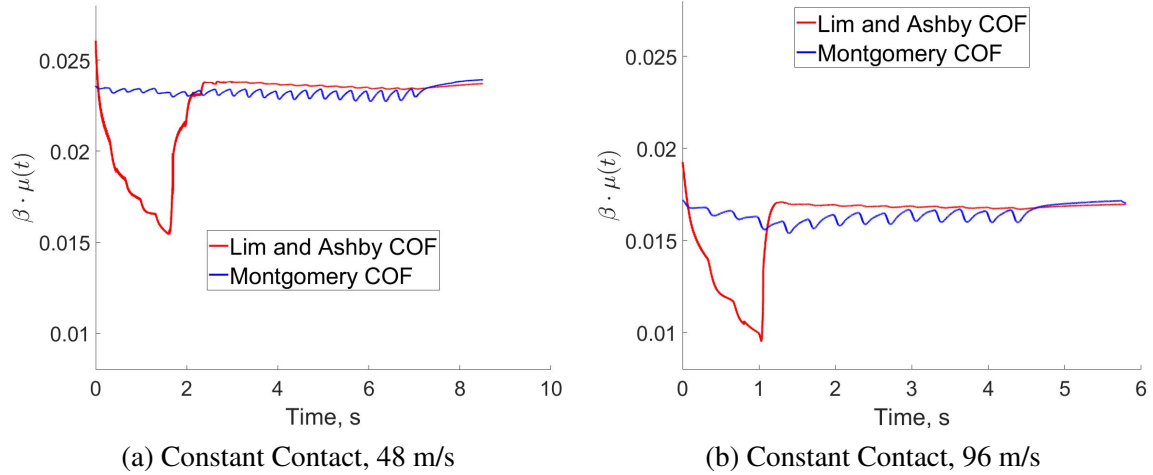 0.025
0.02
0.015
0.01
β · μ(t)
Lim and Ashby COF
Montgomery COF
0 2 4 6 8 10
Time, s
(a) Constant Contact, 48 m/s
Lim and Ashby COF
Montgomery COF
0.025
0.02
0.015
0.01
β · μ(t)
0 1 2 3 4 5 6
Time, s
(b) Constant Contact, 96 m/s